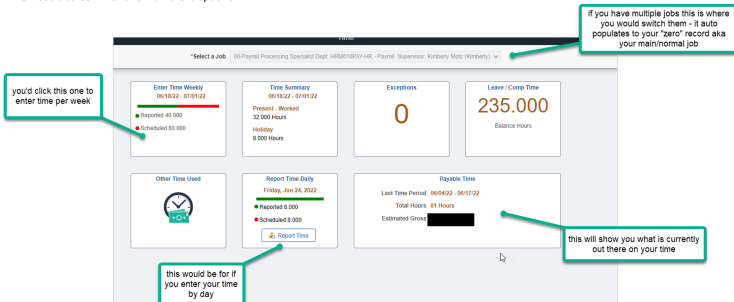 if you have multiple jobs this is where
you would switch them - it auto
populates to your "zero" record aka
your main/normal job
Time
*Select a Job 00-Payroll Processing Specialist Dept: HRM010PAY-HR - Payroll Supervisor: Kimberly Motz (Kimberly)
you'd click this one to
enter time per week
Enter Time Weekly
06/18/22 - 07/01/22
Reported 40.000
Scheduled 80.000
Time Summary
06/18/22 - 07/01/22
Present - Worked
32.000 Hours
Holiday
8.000 Hours
Exceptions
0
Leave / Comp Time
235.000
Balance Hours
Other Time Used
Report Time Daily
Friday, Jun 24, 2022
Reported 8.000
Scheduled 8.000
Report Time
Payable Time
Last Time Period 06/04/22 - 06/17/22
Total Hours 81 Hours
Estimated Gross
this will show you what is currently
out there on your time
this would be for if
you enter your time
by day